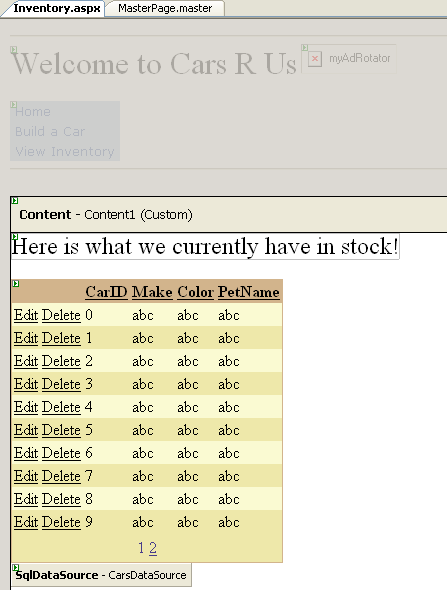 Inventory.aspx MasterPage.master
Welcome to Cars R Us myAdRotator
Home
Build a Car
View Inventory
Content - Content1 (Custom)
Here is what we currently have in stock!
CarID Make Color PetName
Edit Delete 0 abc abc abc
Edit Delete 1 abc abc abc
Edit Delete 2 abc abc abc
Edit Delete 3 abc abc abc
Edit Delete 4 abc abc abc
Edit Delete 5 abc abc abc
Edit Delete 6 abc abc abc
Edit Delete 7 abc abc abc
Edit Delete 8 abc abc abc
Edit Delete 9 abc abc abc
1 2
SqlDataSource - CarsDataSource